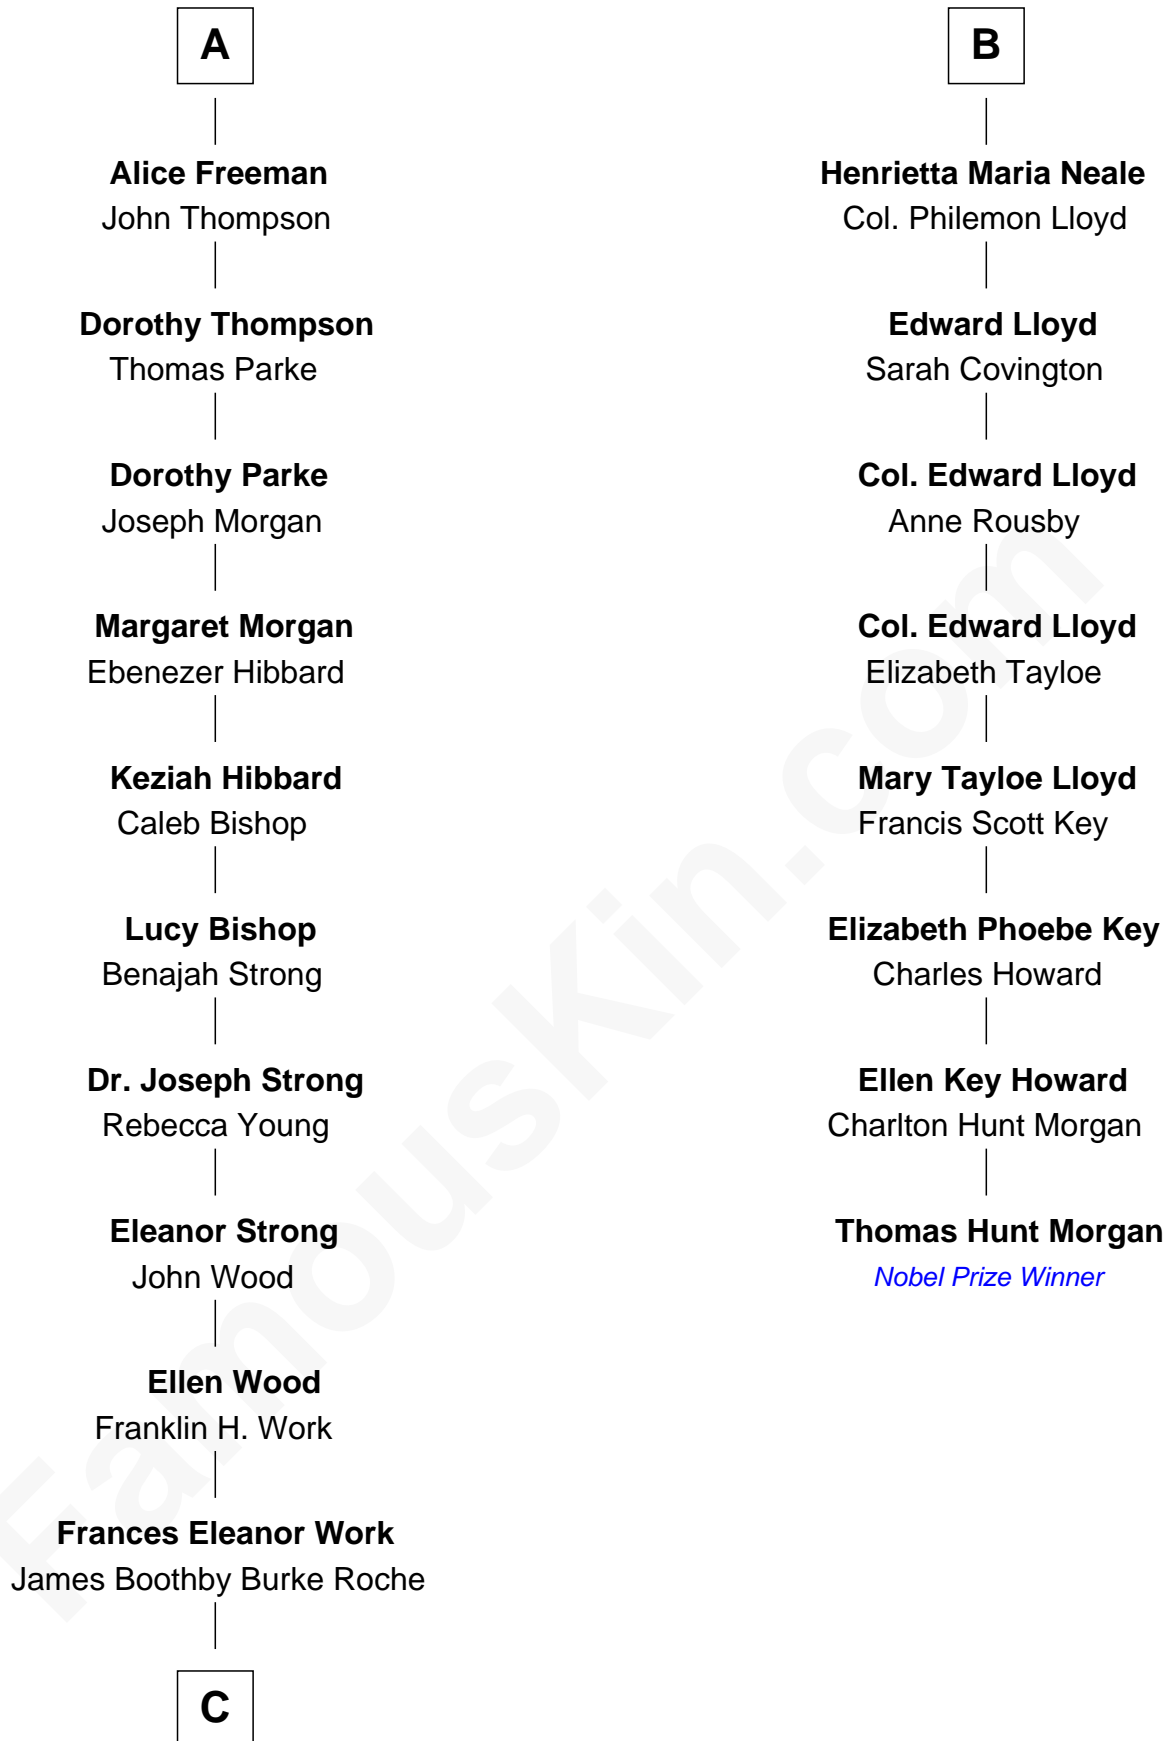 A
Alice Freeman
John Thompson
Dorothy Thompson
Thomas Parke
Dorothy Parke
Joseph Morgan
Margaret Morgan
Ebenezer Hibbard
Keziah Hibbard
Caleb Bishop
Lucy Bishop
Benajah Strong
Dr. Joseph Strong
Rebecca Young
Eleanor Strong
John Wood
Ellen Wood
Franklin H. Work
Frances Eleanor Work
James Boothby Burke Roche
C
B
Henrietta Maria Neale
Col. Philemon Lloyd
Edward Lloyd
Sarah Covington
Col. Edward Lloyd
Anne Rousby
Col. Edward Lloyd
Elizabeth Tayloe
Mary Tayloe Lloyd
Francis Scott Key
Elizabeth Phoebe Key
Charles Howard
Ellen Key Howard
Charlton Hunt Morgan
Thomas Hunt Morgan
Nobel Prize Winner
FamousKin.com